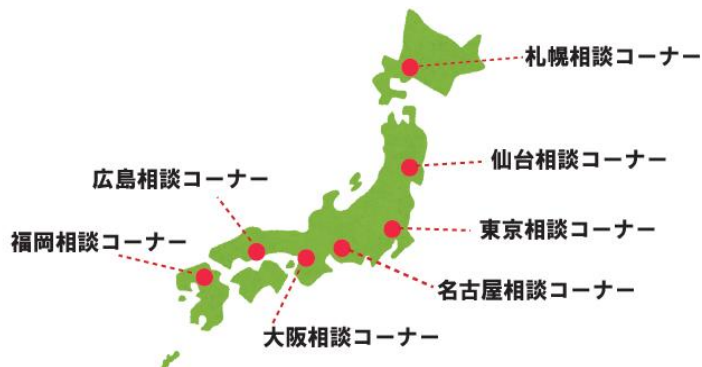 札幌相談コーナー
仙台相談コーナー
広島相談コーナー
東京相談コーナー
福岡相談コーナー
名古屋相談コーナー
大阪相談コーナー